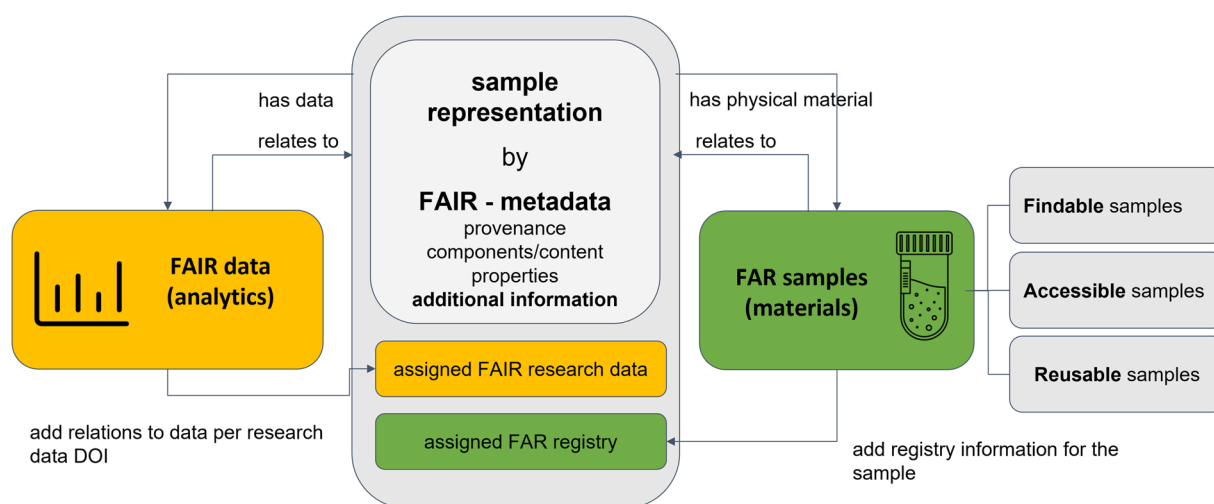 sample
representation
by
FAIR - metadata
provenance
components/content
properties
additional information
has data
relates to
has physical material
relates to
FAIR data
(analytics)
FAR samples
(materials)
Findable samples
Accessible samples
Reusable samples
assigned FAIR research data
assigned FAR registry
add relations to data per research
data DOI
add registry information for the
sample